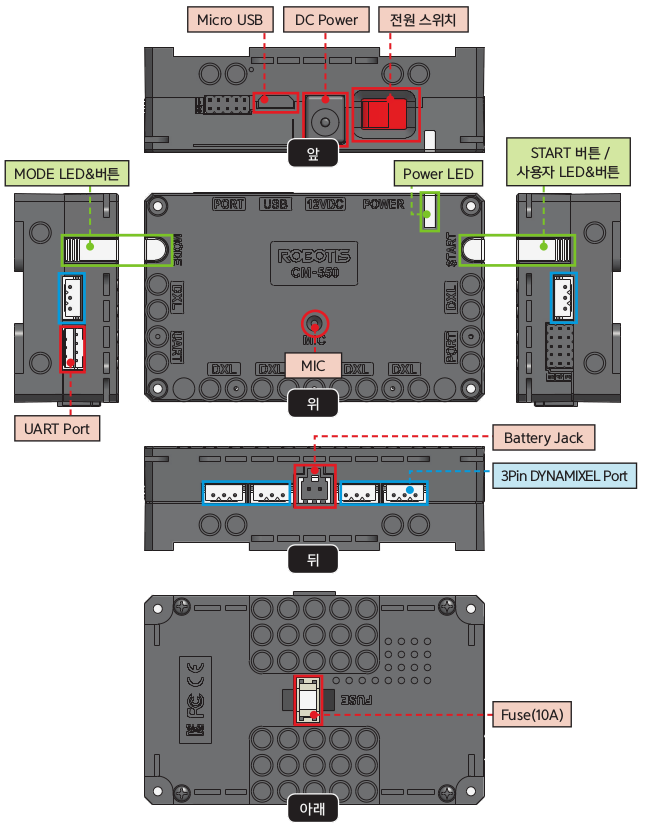 Micro USB
DC Power
전원 스위치
앞
MODE LED&버튼
Power LED
START 버튼 /
사용자 LED&버튼
PORT
USB
12VDC
POWER
MODE
START
ROBOTIS
CM-550
DXL
DXL
MIC
UART
PORT
MIC
DXL
DXL
DXL
DXL
위
UART Port
Battery Jack
3Pin DYNAMIXEL Port
뒤
FUSE
Fuse(10A)
아래